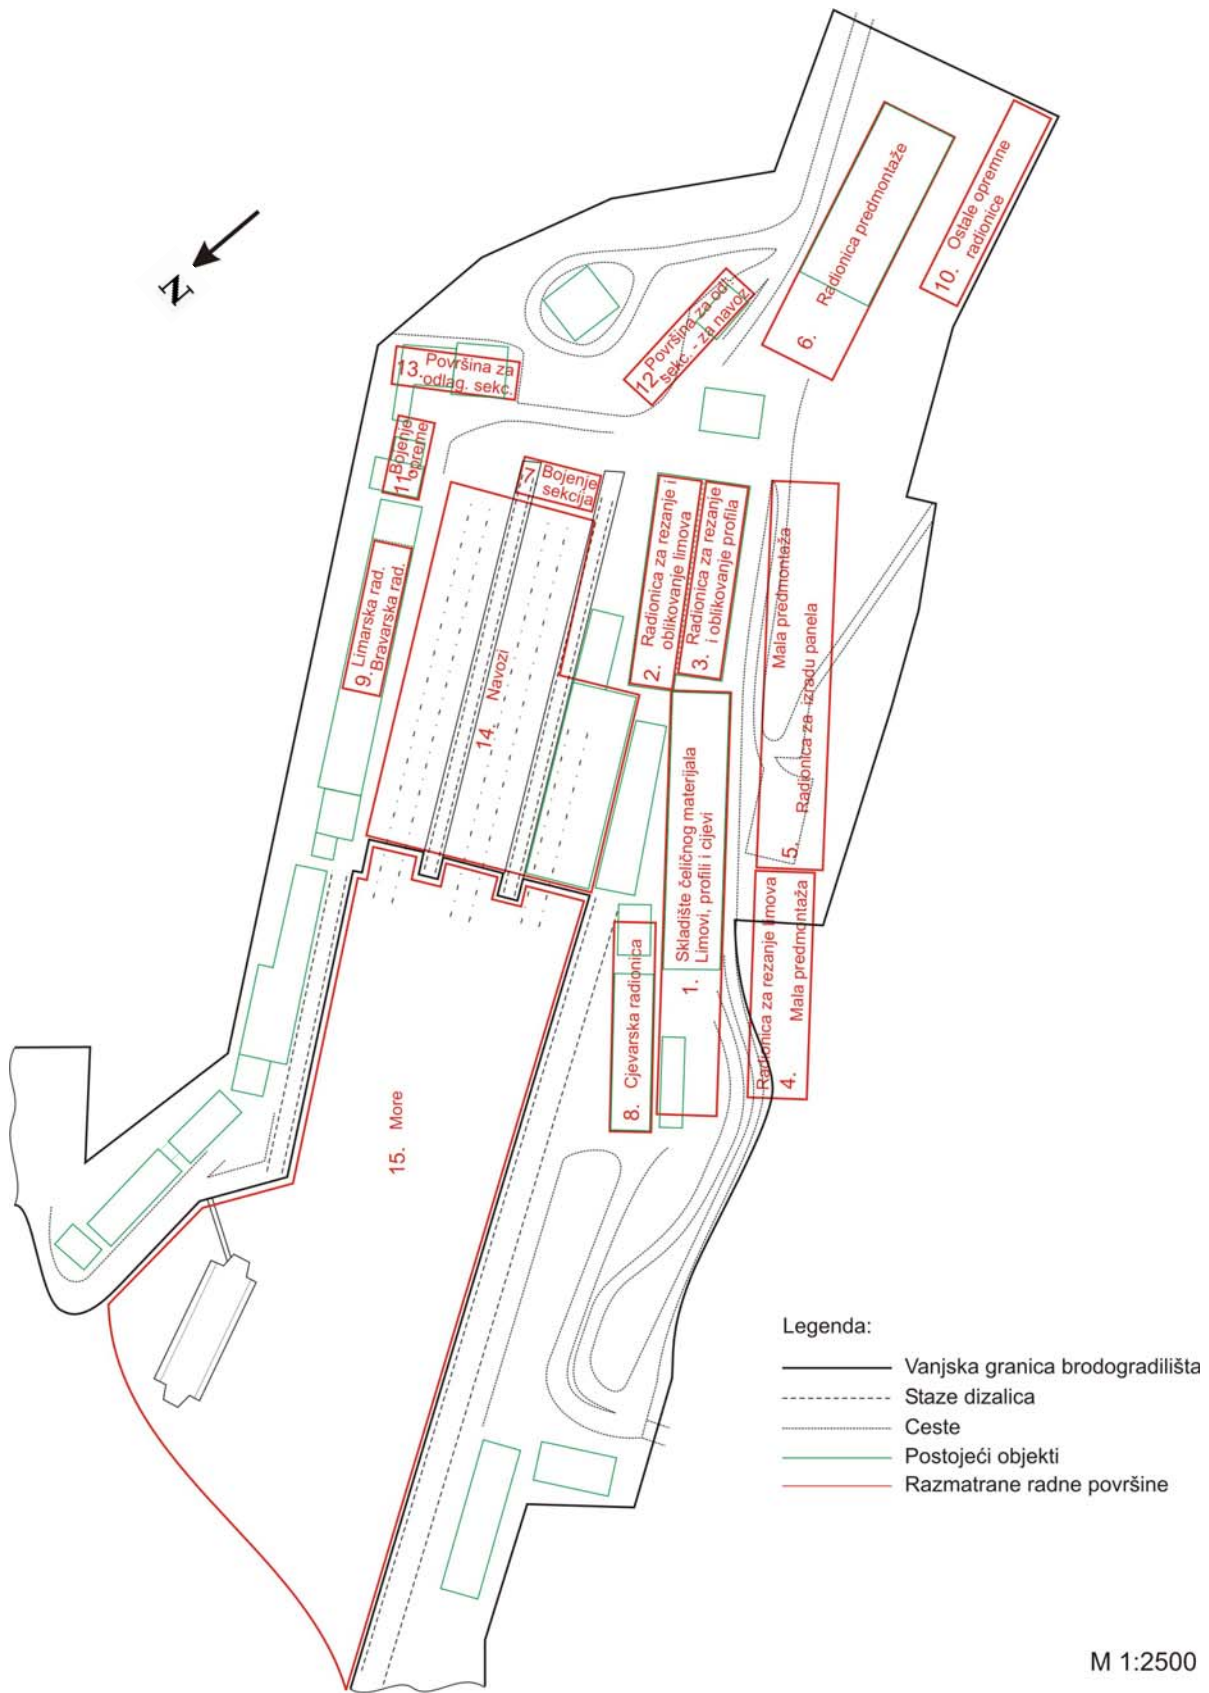 N
6. Radionica predmontaže
10. Ostale opremne
radionice
12. Površina za odl.
sekc. - za navoz
13. Površina za
odlag. sekc.
11. Bojenje
opreme
7 Bojenje
sekcija
9. Limarska rad.
Bravarska rad.
14. Navozi
2. Radionica za rezanje i
oblikovanje limova
3. Radionica za rezanje
i oblikovanje profila
Mala predmontaža
5. Radionica za izradu panela
1. Skladište čeličnog materijala
Limovi, profili i cijevi
8. Cjevarska radionica
Radionica za rezanje limova
4. Mala predmontaža
15. More
Legenda:
Vanjska granica brodogradilišta
Staze dizalica
Ceste
Postojeći objekti
Razmatrane radne površine
M 1:2500